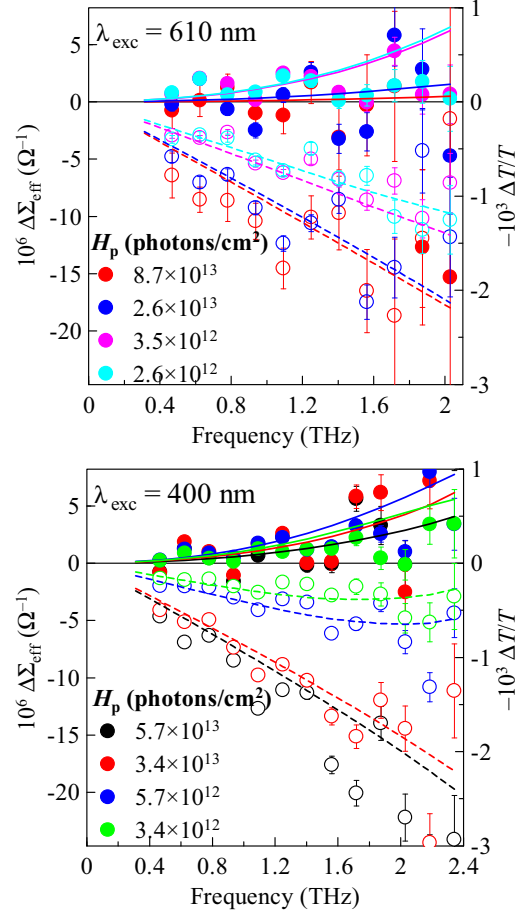 λexc = 610 nm
5
0
-5
-10
-15
-20
10⁶ ΔΣeff (Ω⁻¹)
1
0
-1
-2
-3
−10³ ΔT/T
Hp (photons/cm²)
8.7×10¹³
2.6×10¹³
3.5×10¹²
2.6×10¹²
0 0.4 0.8 1.2 1.6 2
Frequency (THz)
λexc = 400 nm
5
0
-5
-10
-15
-20
10⁶ ΔΣeff (Ω⁻¹)
1
0
-1
-2
-3
−10³ ΔT/T
Hp (photons/cm²)
5.7×10¹³
3.4×10¹³
5.7×10¹²
3.4×10¹²
0 0.4 0.8 1.2 1.6 2 2.4
Frequency (THz)